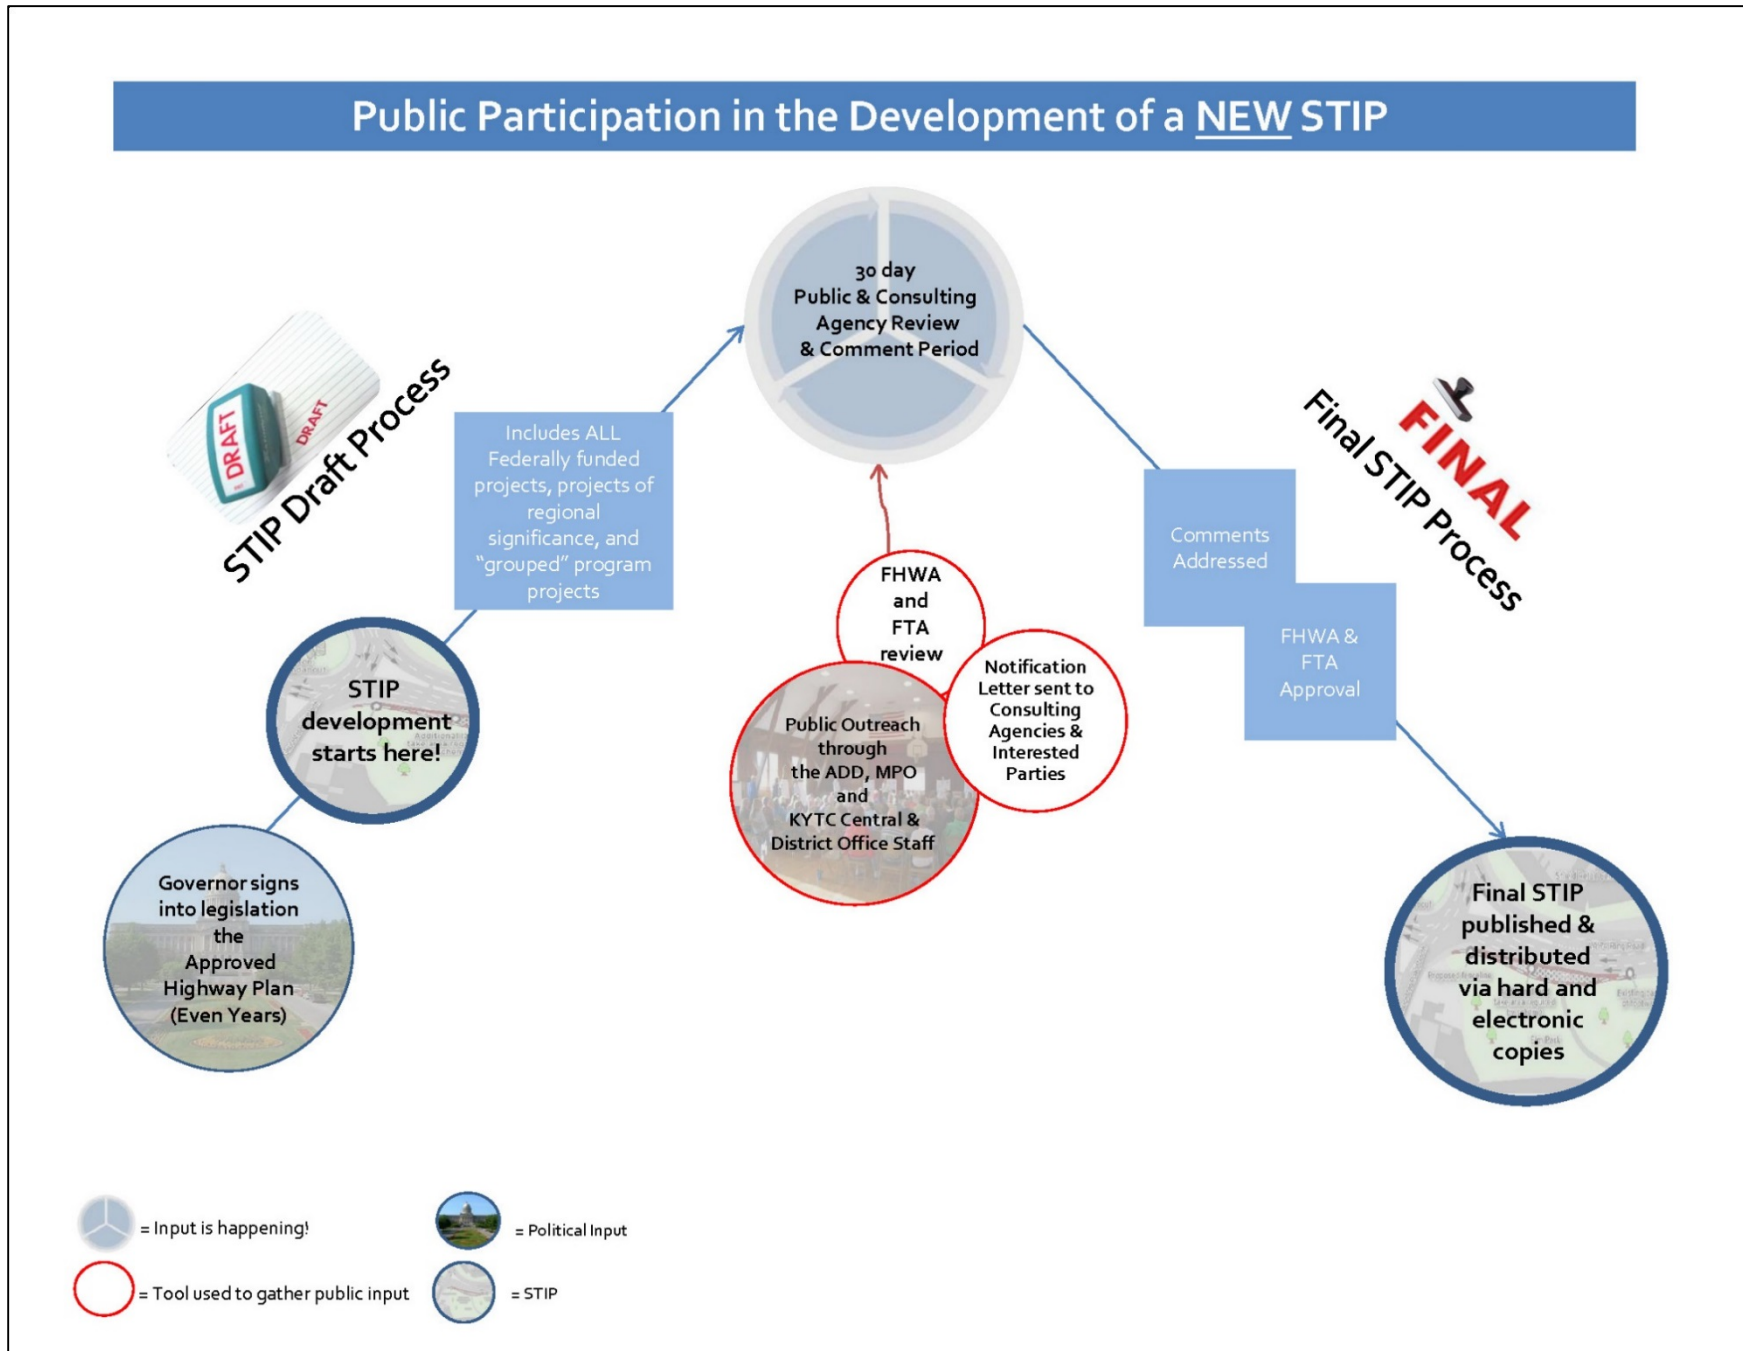 Public Participation in the Development of a NEW STIP
30 day
Public & Consulting
Agency Review
& Comment Period
DRAFT
DRAFT
STIP Draft Process
Includes ALL
Federally funded
projects, projects of
regional
significance, and
“grouped” program
projects
FINAL
Final STIP Process
Comments
Addressed
FHWA &
FTA
Approval
FHWA
and
FTA
review
Notification
Letter sent to
Consulting
Agencies &
Interested
Parties
Public Outreach
through
the ADD, MPO
and
KYTC Central &
District Office Staff
STIP
development
starts here!
Governor signs
into legislation
the
Approved
Highway Plan
(Even Years)
Final STIP
published &
distributed
via hard and
electronic
copies
= Input is happening!
= Political Input
= Tool used to gather public input
= STIP